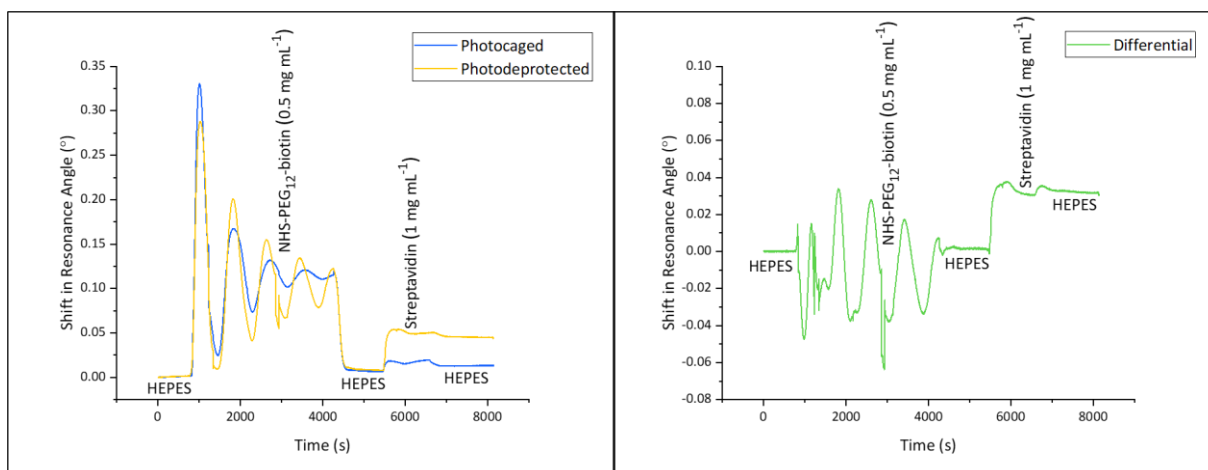 Photocaged
Photodeprotected
NHS-PEG12-biotin (0.5 mg mL-1)
Streptavidin (1 mg mL-1)
Shift in Resonance Angle (°)
0.35
0.30
0.25
0.20
0.15
0.10
0.05
0.00
HEPES
HEPES
HEPES
0
2000
4000
6000
8000
Time (s)
Differential
NHS-PEG12-biotin (0.5 mg mL-1)
Streptavidin (1 mg mL-1)
Shift in Resonance Angle (°)
0.10
0.08
0.06
0.04
0.02
0.00
-0.02
-0.04
-0.06
-0.08
HEPES
HEPES
HEPES
0
2000
4000
6000
8000
Time (s)